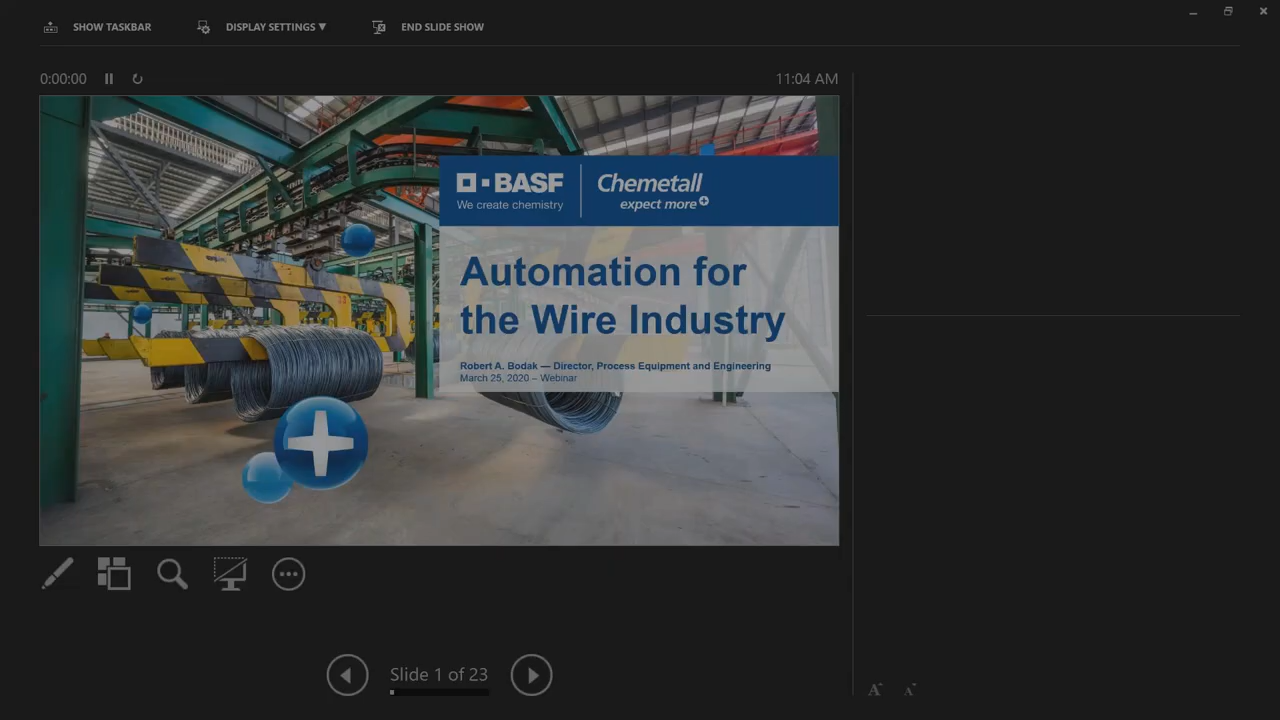 SHOW TASKBAR
DISPLAY SETTINGS ▼
END SLIDE SHOW
0:00:00
11:04 AM
BASF
We create chemistry
Chemetall
expect more
Automation for
the Wire Industry
Robert A. Bodak — Director, Process Equipment and Engineering
March 25, 2020 – Webinar
Slide 1 of 23
A A